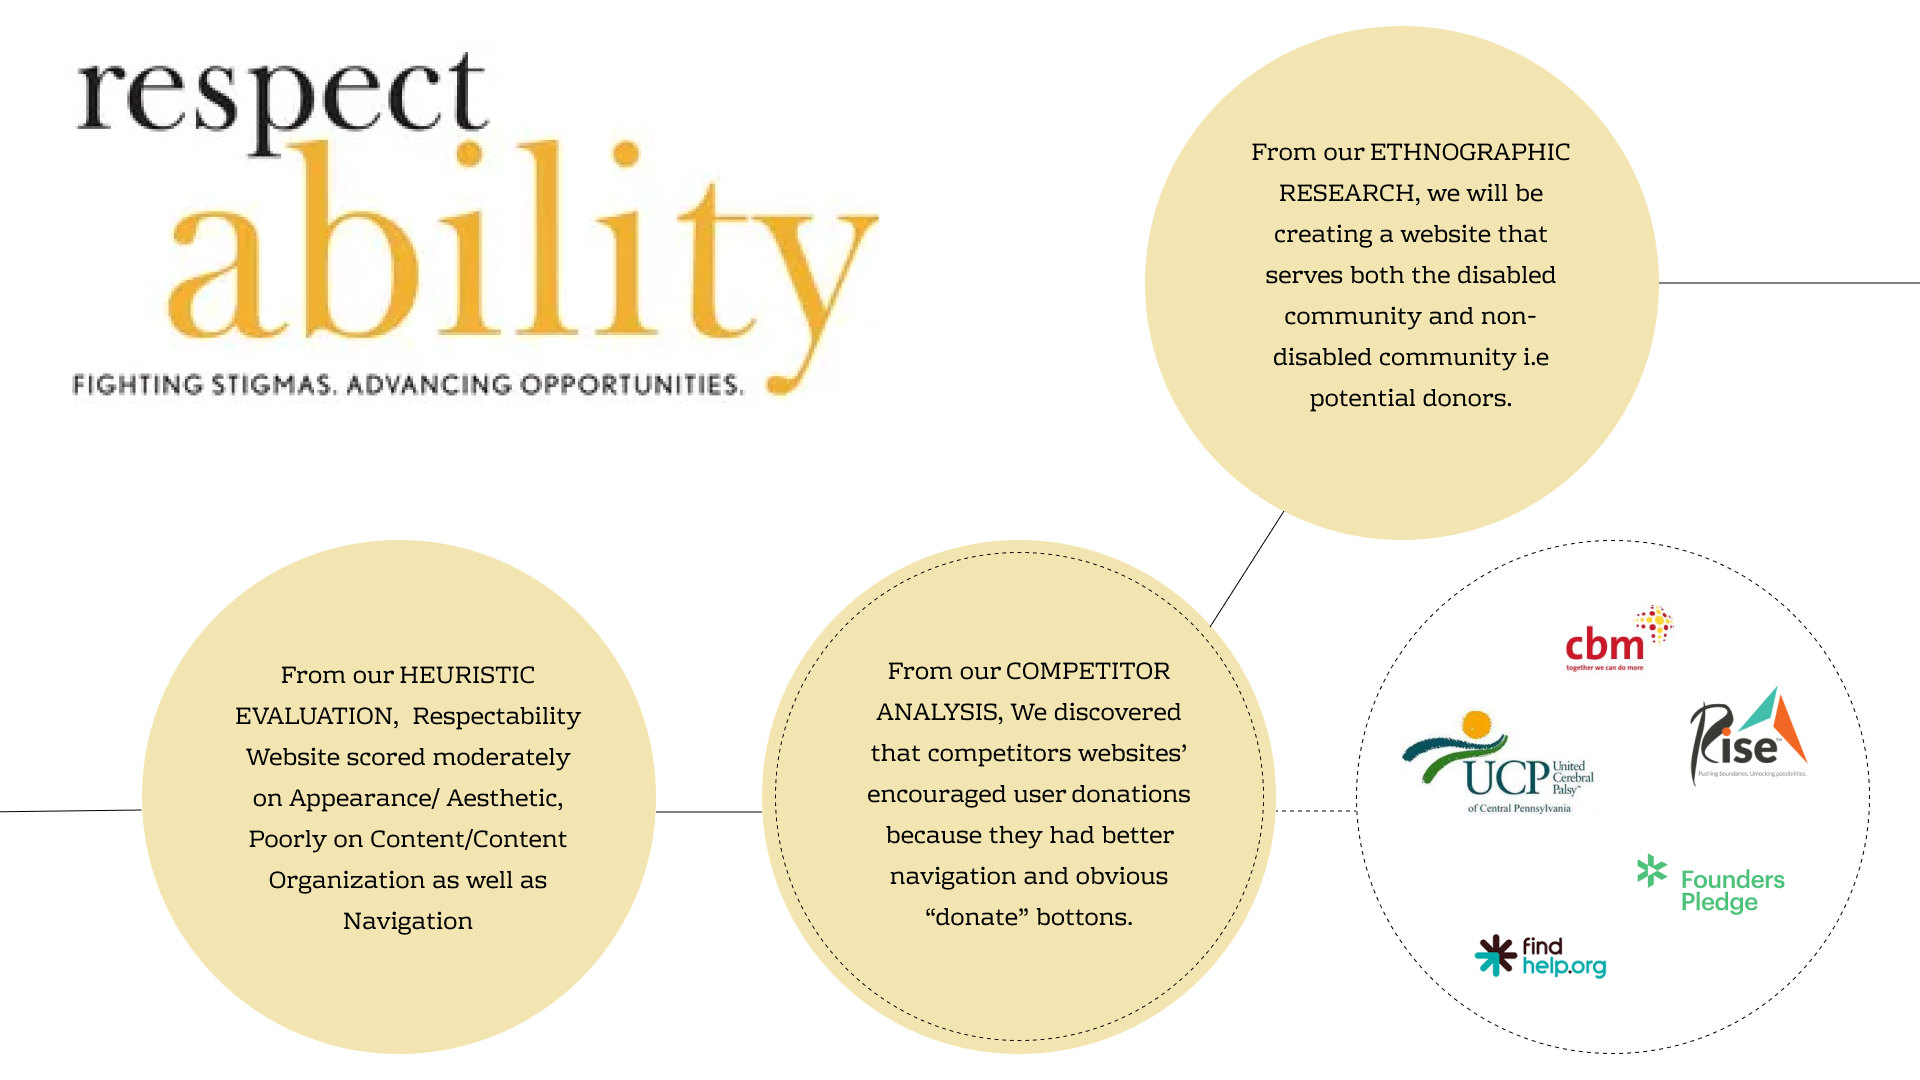 respect
ability
FIGHTING STIGMAS. ADVANCING OPPORTUNITIES.
From our ETHNOGRAPHIC
RESEARCH, we will be
creating a website that
serves both the disabled
community and non-
disabled community i.e
potential donors.
From our HEURISTIC
EVALUATION,  Respectability
Website scored moderately
on Appearance/ Aesthetic,
Poorly on Content/Content
Organization as well as
Navigation
From our COMPETITOR
ANALYSIS, We discovered
that competitors websites’
encouraged user donations
because they had better
navigation and obvious
“donate” bottons.
cbm
together we can do more
Rise
Pushing boundaries. Unlocking possibilities.
UCP United
Cerebral
Palsy™
of Central Pennsylvania
Founders
Pledge
find
help.org